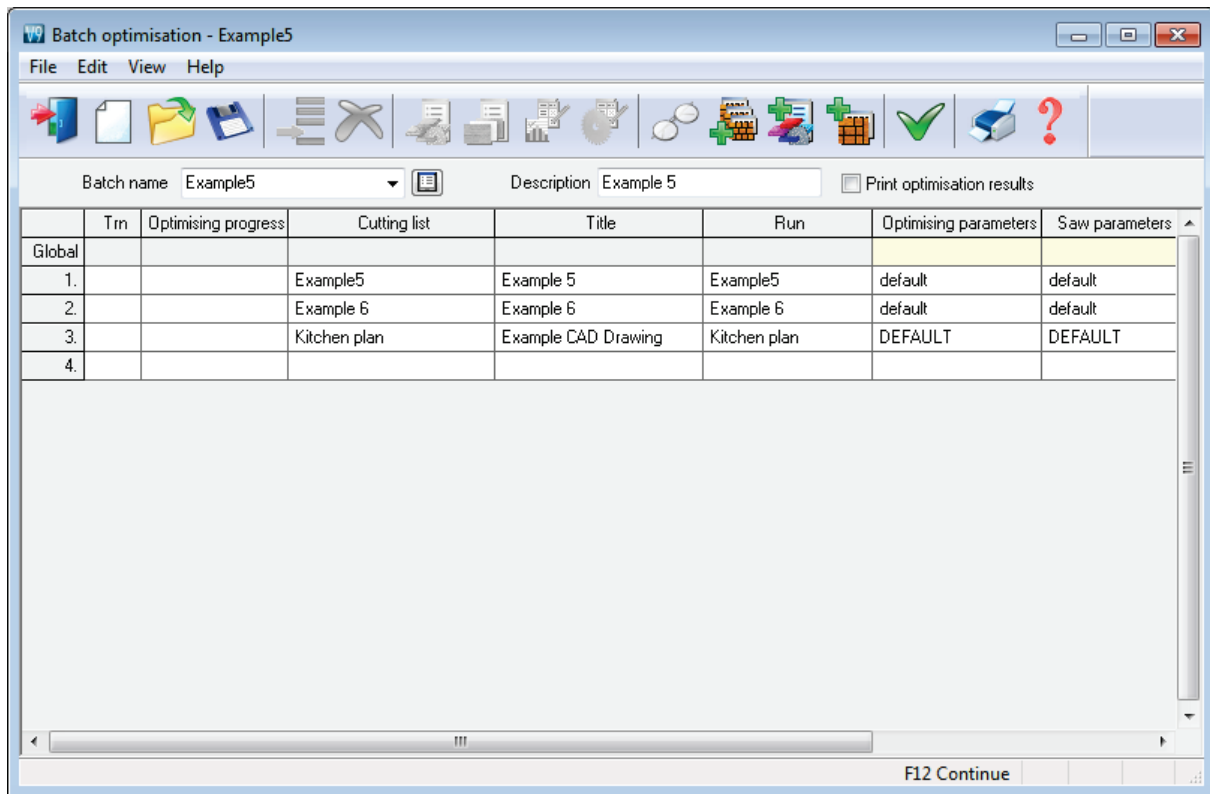 V9 Batch optimisation - Example5
File Edit View Help
Batch name Example5 Description Example 5 Print optimisation results
Trn Optimising progress Cutting list Title Run Optimising parameters Saw parameters
Global
1. Example5 Example 5 Example5 default default
2. Example 6 Example 6 Example 6 default default
3. Kitchen plan Example CAD Drawing Kitchen plan DEFAULT DEFAULT
4.
F12 Continue